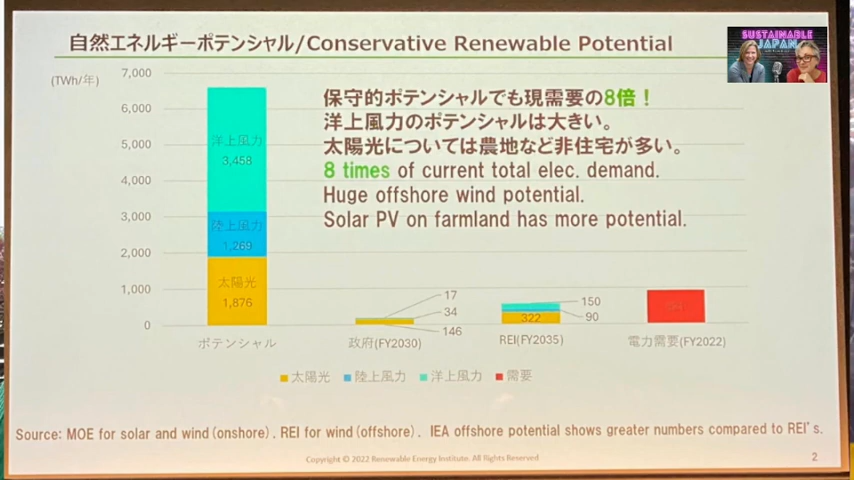 自然エネルギーポテンシャル/Conservative Renewable Potential
SUSTAINABLE
JAPAN
(TWh/年)
7,000
6,000
5,000
4,000
3,000
2,000
1,000
0
保守的ポテンシャルでも現需要の8倍！
洋上風力のポテンシャルは大きい。
太陽光については農地など非住宅が多い。
8 times of current total elec. demand.
Huge offshore wind potential.
Solar PV on farmland has more potential.
洋上風力
3,458
陸上風力
1,269
太陽光
1,876
17
34
146
150
90
322
ポテンシャル
政府(FY2030)
REI(FY2035)
電力需要(FY2022)
太陽光 陸上風力 洋上風力 需要
Source: MOE for solar and wind(onshore). REI for wind(offshore). IEA offshore potential shows greater numbers compared to REI's.
Copyright © 2022 Renewable Energy Institute. All Rights Reserved
2